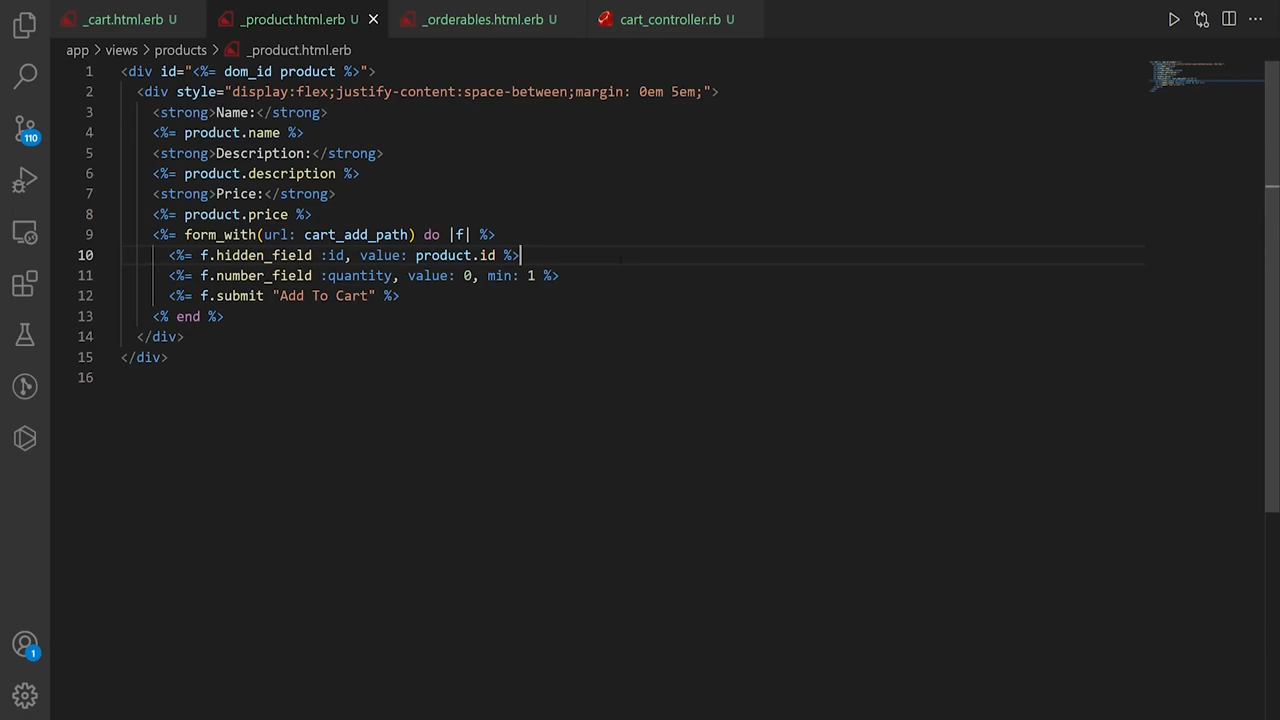 _cart.html.erb U
_product.html.erb U
_orderables.html.erb U
cart_controller.rb U
app > views > products > _product.html.erb
1 <div id="<%= dom_id product %>">
2 <div style="display:flex;justify-content:space-between;margin: 0em 5em;">
3 <strong>Name:</strong>
4 <%= product.name %>
5 <strong>Description:</strong>
6 <%= product.description %>
7 <strong>Price:</strong>
8 <%= product.price %>
9 <%= form_with(url: cart_add_path) do |f| %>
10 <%= f.hidden_field :id, value: product.id %>
11 <%= f.number_field :quantity, value: 0, min: 1 %>
12 <%= f.submit "Add To Cart" %>
13 <% end %>
14 </div>
15 </div>
16
110
1